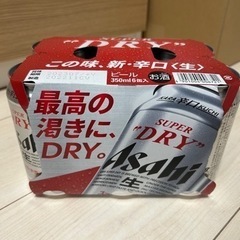 SUPER
"DRY"
この味、新・辛口〈生〉
ビール
お酒
350ml 6缶入
最高の
渇きに、
DRY。
SUPER
"DRY"
Asahi
生